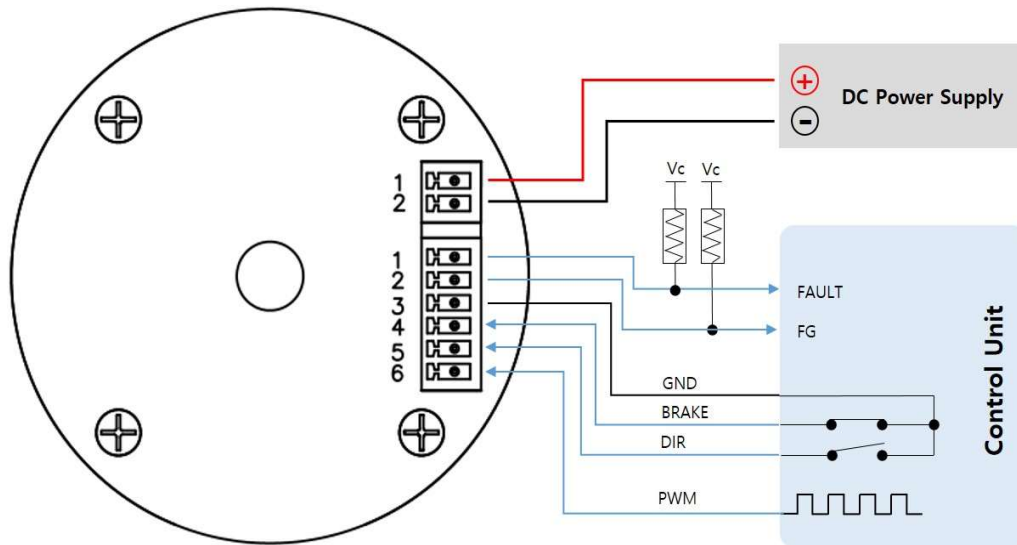 +
DC Power Supply
-
Vc Vc
1
2
1
2
3
4
5
6
FAULT
FG
GND
BRAKE
DIR
PWM
Control Unit